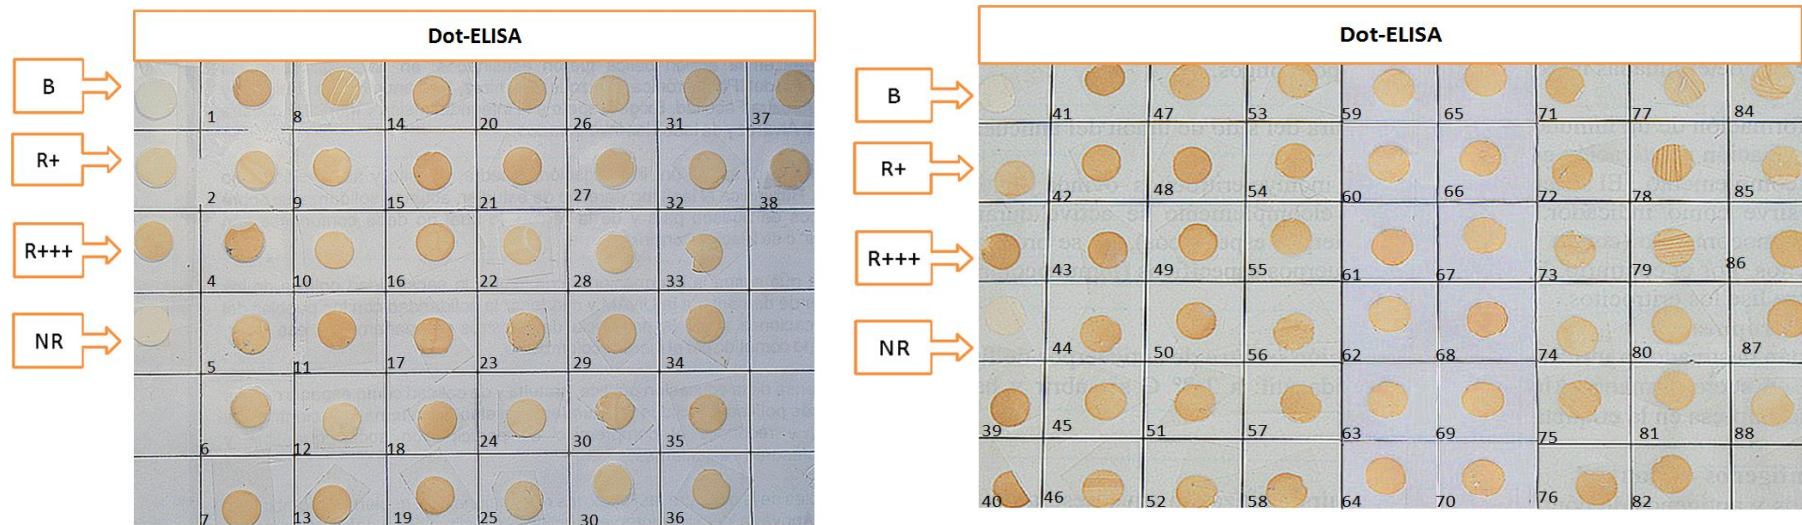 Dot-ELISA
B 1 8 14 20 26 31 37
R+ 2 9 15 21 27 32 38
R+++ 4 10 16 22 28 33
NR 5 11 17 23 29 34
6 12 18 24 30 35
7 13 19 25 30 36
Dot-ELISA
B 41 47 53 59 65 71 77 84
R+ 42 48 54 60 66 72 78 85
R+++ 43 49 55 61 67 73 79 86
NR 44 50 56 62 68 74 80 87
39 45 51 57 63 69 75 81 88
40 46 52 58 64 70 76 82